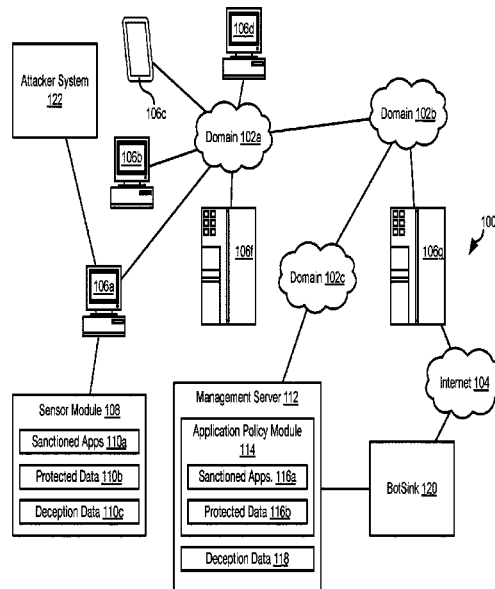 106d
Attacker System
122
106c
Domain 102a
Domain 102b
106b
100
106f
106g
106a
Domain 102c
Internet 104
Sensor Module 108
Sanctioned Apps 110a
Protected Data 110b
Deception Data 110c
Management Server 112
Application Policy Module
114
Sanctioned Apps. 116a
Protected Data 116b
Deception Data 118
BotSink 120